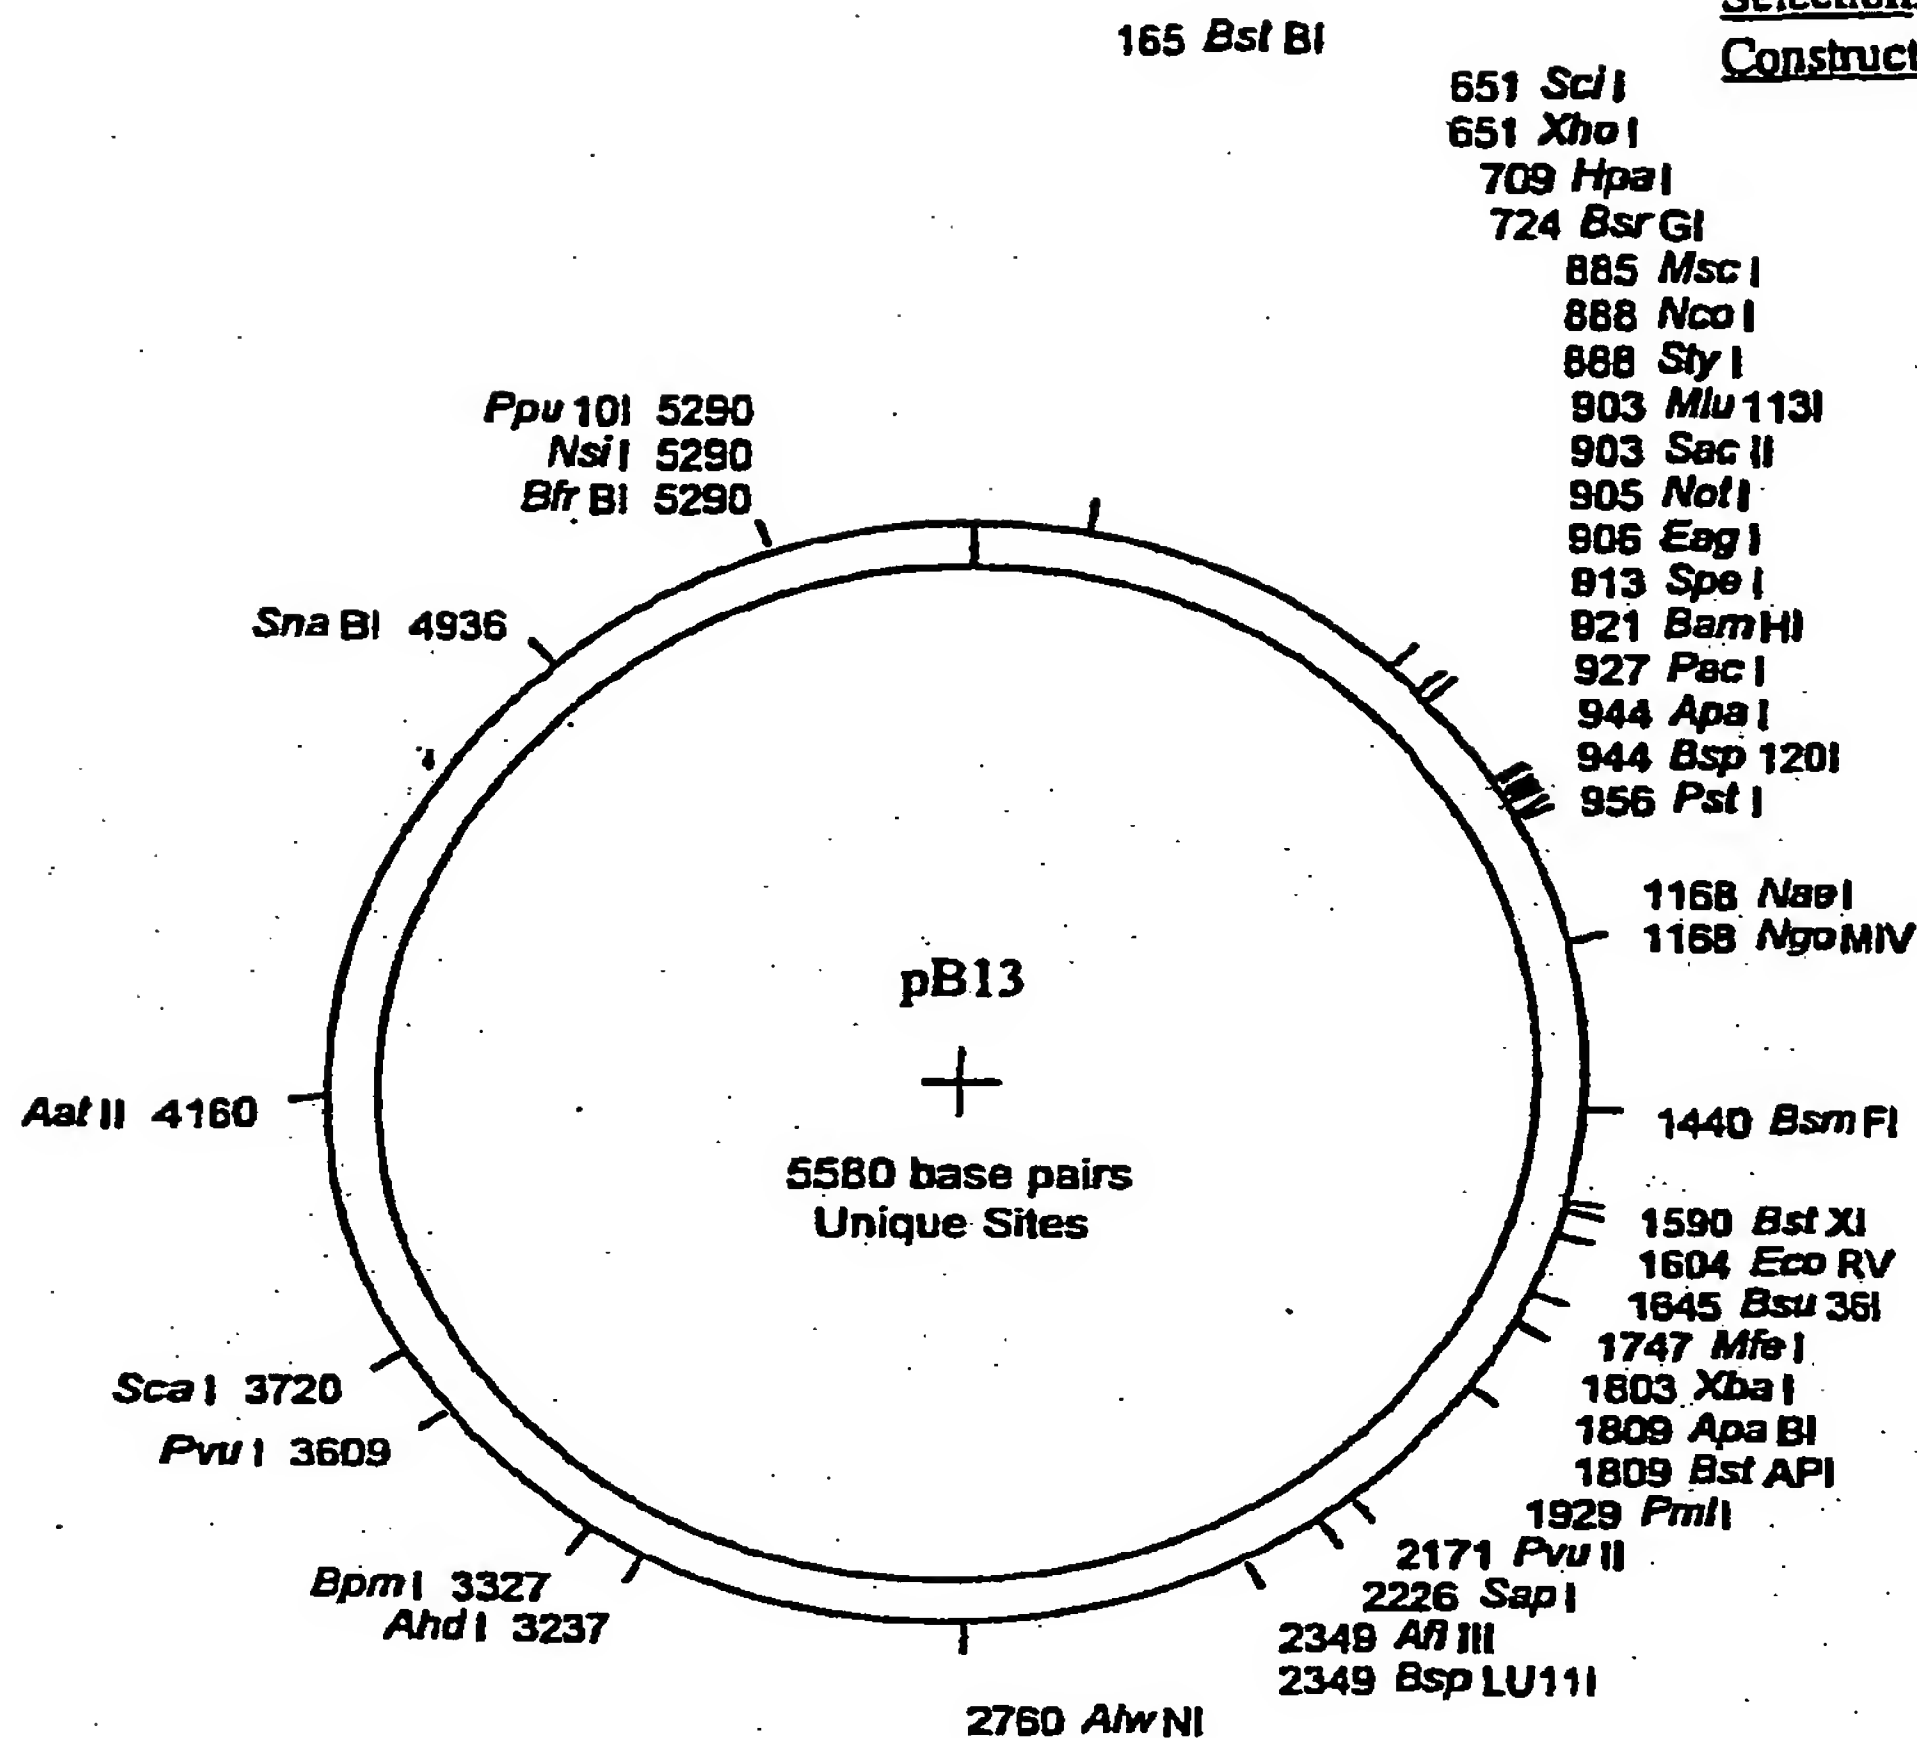 Construct
165 Bst BI
651 Sci I
651 Xho I
709 Hpa I
724 Bsr GI
885 Msc I
888 Nco I
888 Sty I
903 Mlu 113I
903 Sac II
905 Not I
906 Eag I
913 Spe I
921 Bam HI
927 Pac I
944 Apa I
944 Bsp 120I
956 Pst I
1168 Nae I
1168 Ngo MIV
1440 Bsm FI
1590 Bst XI
1604 Eco RV
1645 Bsu 36I
1747 Mfe I
1803 Xba I
1809 Apa BI
1809 Bst API
1929 Pml I
2171 Pvu II
2226 Sap I
2349 Afl III
2349 Bsp LU11I
2760 Alw NI
Ahd I 3237
Bpm I 3327
Pvu I 3609
Sca I 3720
Aat II 4160
Sna BI 4936
Ppu 10I 5290
Nsi I 5290
Bfr BI 5290
pB13
5580 base pairs
Unique Sites